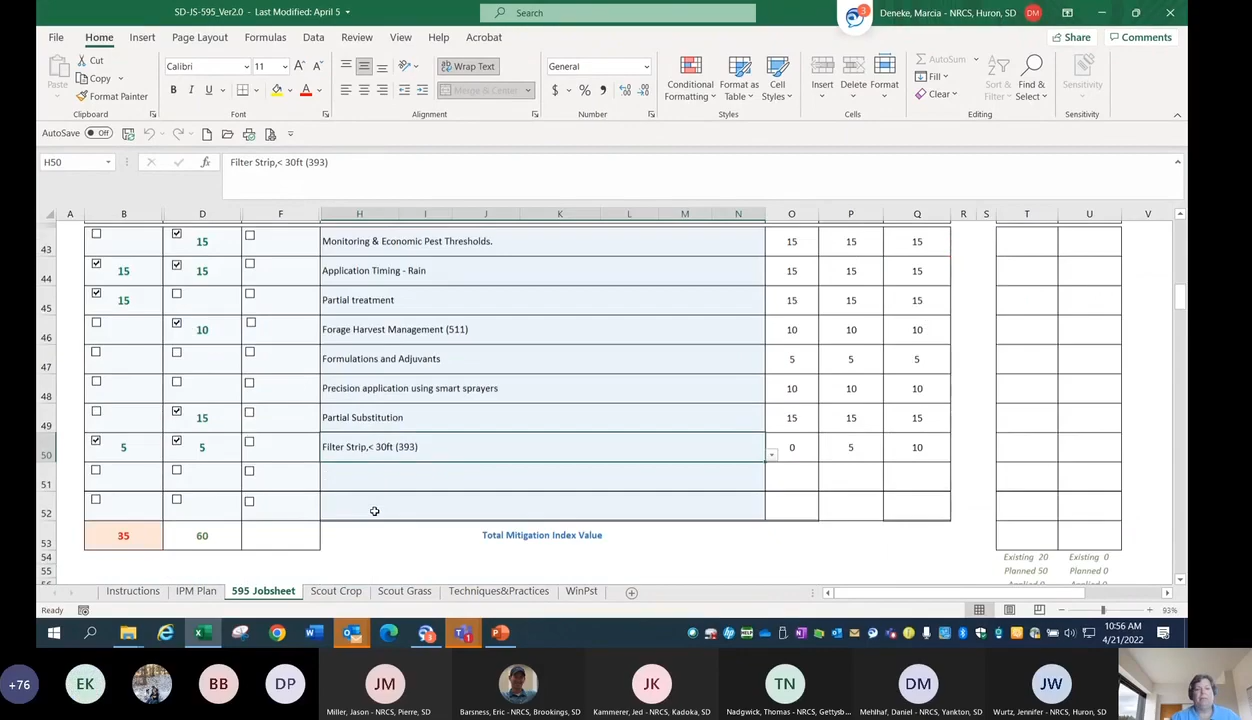 SD-JS-595_Ver2.0 - Last Modified: April 5
Search
3
Deneke, Marcia - NRCS, Huron, SD
DM
File Home Insert Page Layout Formulas Data Review View Help Acrobat
Share
Comments
Paste
Cut
Copy
Format Painter
Clipboard
Calibri
11
B I U
Font
Wrap Text
Merge & Center
Alignment
General
$ % ,
Number
Conditional Formatting
Format as Table
Cell Styles
Styles
Insert
Delete
Format
Cells
AutoSum
Fill
Clear
Sort & Filter
Find & Select
Editing
Sensitivity
Sensitivity
AutoSave Off
H50
fx
Filter Strip,< 30ft (393)
A B D F H I J K L M N O P Q R S T U V
43 15 Monitoring & Economic Pest Thresholds. 15 15 15
44 15 15 Application Timing - Rain 15 15 15
45 15 Partial treatment 15 15 15
46 10 Forage Harvest Management (511) 10 10 10
47 Formulations and Adjuvants 5 5 5
48 Precision application using smart sprayers 10 10 10
49 15 Partial Substitution 15 15 15
50 5 5 Filter Strip,< 30ft (393) 0 5 10
51
52
53 35 60 Total Mitigation Index Value
54 Existing 20 Existing 0
55 Planned 50 Planned 0
Instructions IPM Plan 595 Jobsheet Scout Crop Scout Grass Techniques&Practices WinPst
Ready
93%
10:56 AM
4/21/2022
+76
EK
BB
DP
JM
JK
TN
DM
JW
Miller, Jason - NRCS, Pierre, SD
Barsness, Eric - NRCS, Brookings, SD
Kammerer, Jed - NRCS, Kadoka, SD
Nadgwick, Thomas - NRCS, Gettysb...
Mehlhaf, Daniel - NRCS, Yankton, SD
Wurtz, Jennifer - NRCS, Huron, SD